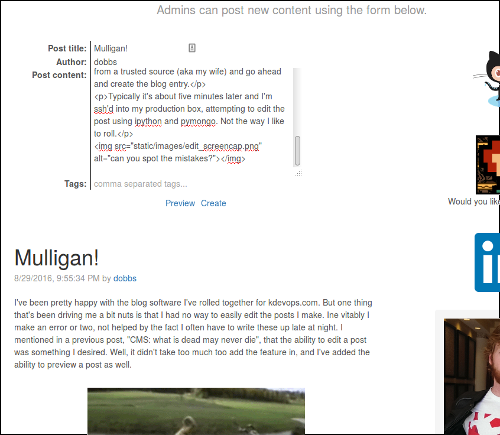 Admins can post new content using the form below.
Post title: Mulligan!
Author: dobbs
Post content: from a trusted source (aka my wife) and go ahead
and create the blog entry.</p>
<p>Typically it's about five minutes later and I'm
ssh'd into my production box, attempting to edit the
post using ipython and pymongo. Not the way I like
to roll.</p>
<img src="static/images/edit_screencap.png"
alt="can you spot the mistakes?"></img>
Tags: comma separated tags...
Preview Create
Would you like
in
Mulligan!
8/29/2016, 9:55:34 PM by dobbs
I've been pretty happy with the blog software I've rolled together for kdevops.com. But one thing
that's been driving me a bit nuts is that I had no way to easily edit the posts I make. Ine vitably I
make an error or two, not helped by the fact I often have to write these up late at night. I
mentioned in a previous post, "CMS: what is dead may never die", that the ability to edit a post
was something I desired. Well, it didn't take too much too add the feature in, and I've added the
ability to preview a post as well.